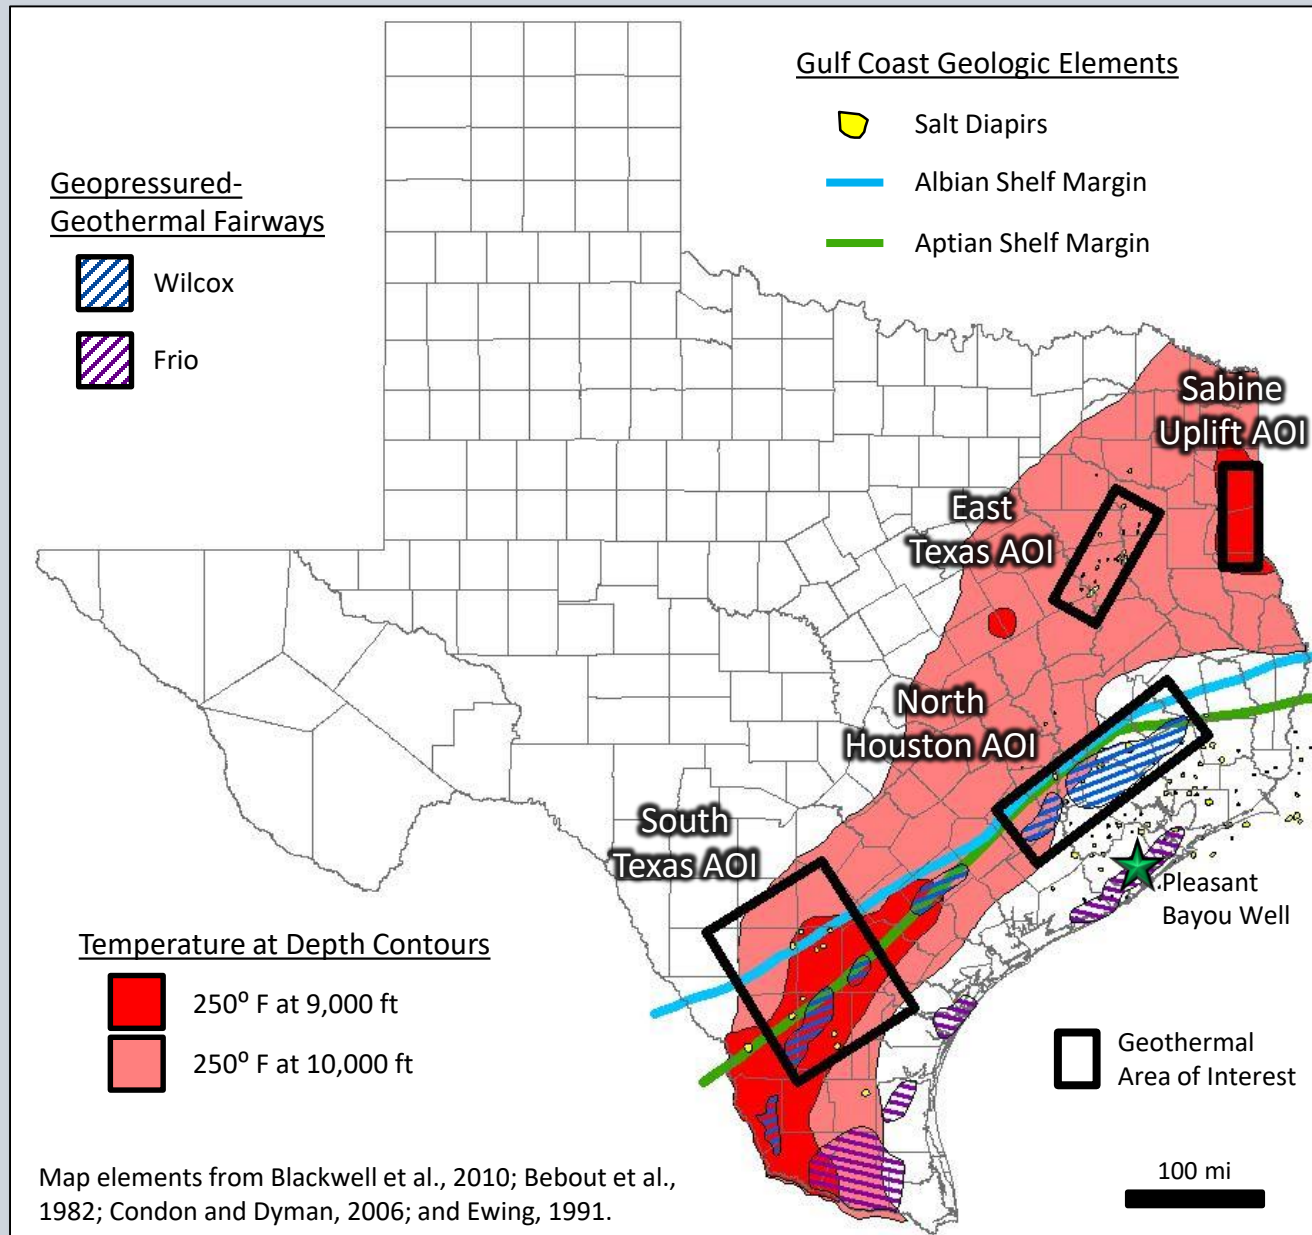 Gulf Coast Geologic Elements
Salt Diapirs
Albian Shelf Margin
Aptian Shelf Margin
Geopressured-
Geothermal Fairways
Wilcox
Frio
Sabine
Uplift AOI
East
Texas AOI
North
Houston AOI
South
Texas AOI
Pleasant
Bayou Well
Temperature at Depth Contours
250⁰ F at 9,000 ft
250⁰ F at 10,000 ft
Geothermal
Area of Interest
100 mi
Map elements from Blackwell et al., 2010; Bebout et al.,
1982; Condon and Dyman, 2006; and Ewing, 1991.